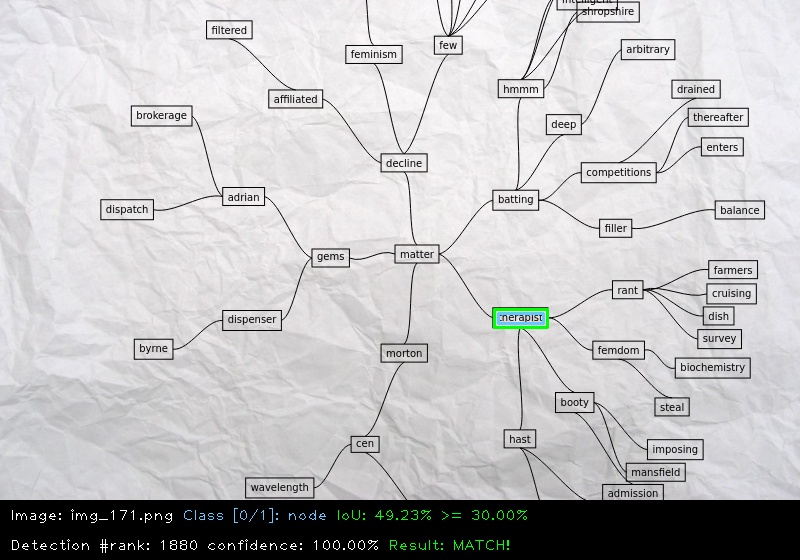 intelligent
shropshire
filtered
few
arbitrary
feminism
hmmm
drained
affiliated
brokerage
thereafter
deep
enters
decline
competitions
adrian
batting
dispatch
balance
filler
matter
gems
farmers
rant
cruising
dish
therapist
dispenser
survey
byrne
femdom
morton
biochemistry
booty
steal
hast
cen
imposing
mansfield
wavelength
admission
Image: img_171.png Class [0/1]: node IoU: 49.23% >= 30.00%
Detection #rank: 1880 confidence: 100.00% Result: MATCH!